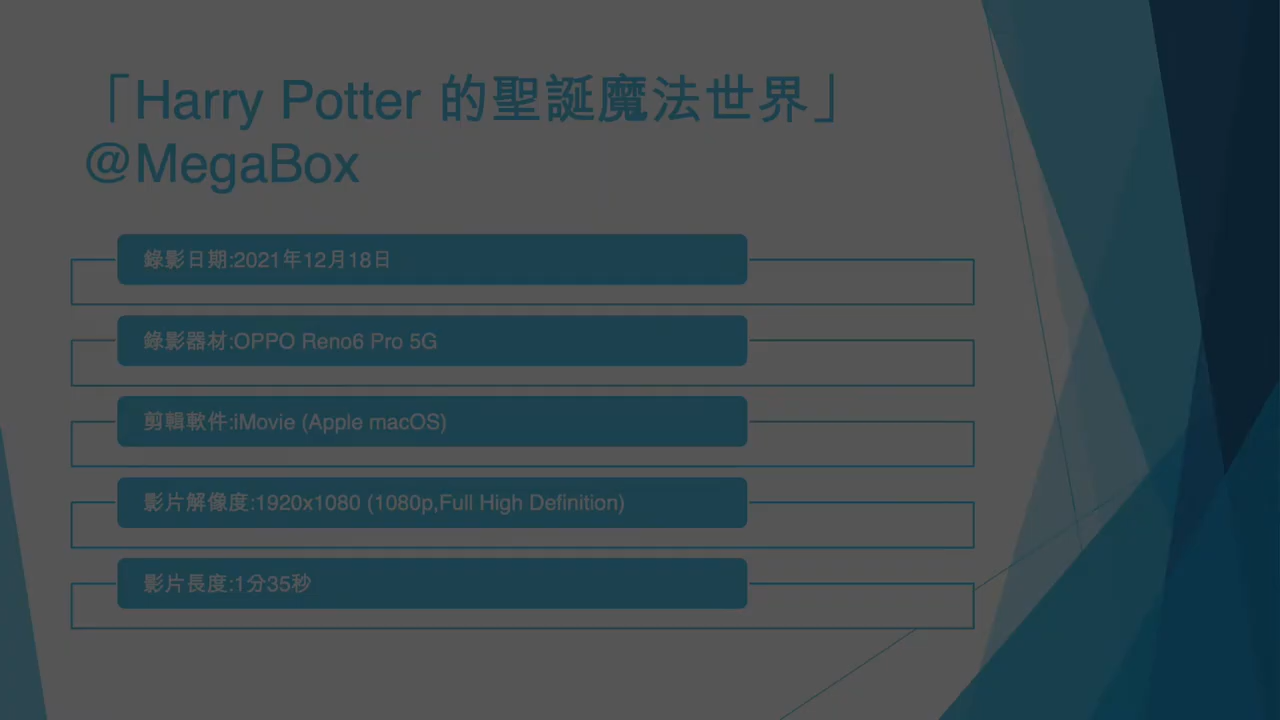 「Harry Potter 的聖誕魔法世界」
@MegaBox
錄影日期:2021年12月18日
錄影器材:OPPO Reno6 Pro 5G
剪輯軟件:iMovie (Apple macOS)
影片解像度:1920x1080 (1080p,Full High Definition)
影片長度:1分35秒